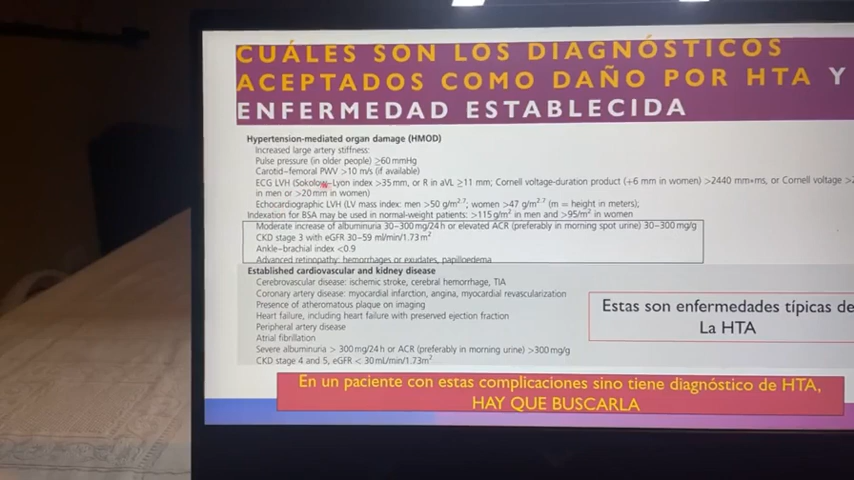 CUÁLES SON LOS DIAGNÓSTICOS
ACEPTADOS COMO DAÑO POR HTA Y
ENFERMEDAD ESTABLECIDA
Hypertension-mediated organ damage (HMOD)
Increased large artery stiffness:
Pulse pressure (in older people) ≥60 mmHg
Carotid–femoral PWV >10 m/s (if available)
ECG LVH (Sokolow–Lyon index >35 mm, or R in aVL ≥11 mm; Cornell voltage-duration product (+6 mm in women) >2440 mm*ms, or Cornell voltage
in men or >20 mm in women)
Echocardiographic LVH (LV mass index: men >50 g/m2.7; women >47 g/m2.7 (m = height in meters);
Indexation for BSA may be used in normal-weight patients: >115 g/m2 in men and >95/m2 in women
Moderate increase of albuminuria 30–300 mg/24 h or elevated ACR (preferably in morning spot urine) 30–300 mg/g
CKD stage 3 with eGFR 30–59 ml/min/1.73 m2
Ankle–brachial index <0.9
Advanced retinopathy: hemorrhages or exudates, papilloedema
Established cardiovascular and kidney disease
Cerebrovascular disease: ischemic stroke, cerebral hemorrhage, TIA
Coronary artery disease: myocardial infarction, angina, myocardial revascularization
Presence of atheromatous plaque on imaging
Heart failure, including heart failure with preserved ejection fraction
Peripheral artery disease
Atrial fibrillation
Severe albuminuria > 300 mg/24 h or ACR (preferably in morning urine) >300 mg/g
CKD stage 4 and 5, eGFR < 30 mL/min/1.73m2
Estas son enfermedades típicas de
La HTA
En un paciente con estas complicaciones sino tiene diagnóstico de HTA,
HAY QUE BUSCARLA